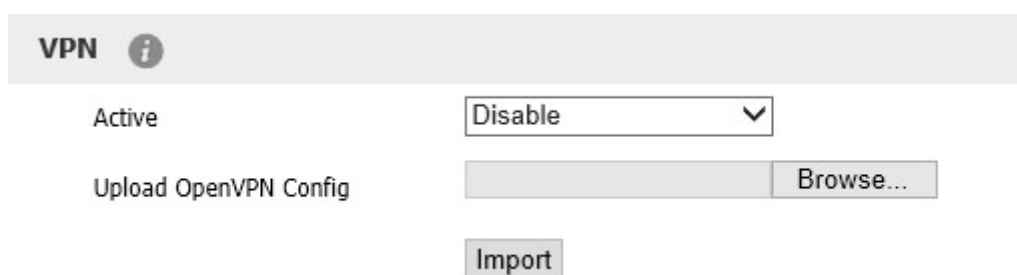 VPN i
Active Disable
Upload OpenVPN Config Browse...
Import